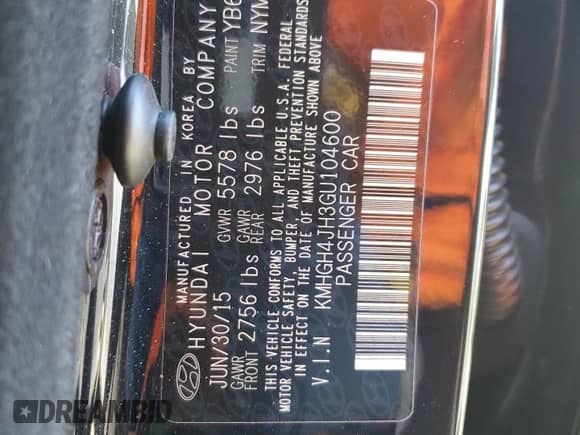 MANUFACTURED IN KOREA BY
HYUNDAI MOTOR COMPANY
JUN/30/15 GVWR 5578 lbs PAINT YB6
GAWR FRONT 2756 lbs GAWR REAR 2976 lbs TRIM NYM
THIS VEHICLE CONFORMS TO ALL APPLICABLE U.S.A. FEDERAL
MOTOR VEHICLE SAFETY, BUMPER, AND THEFT PREVENTION STANDARDS
IN EFFECT ON THE DATE OF MANUFACTURE SHOWN ABOVE
V.I.N KMHGH4JH3GU104600
PASSENGER CAR
DREAMBID